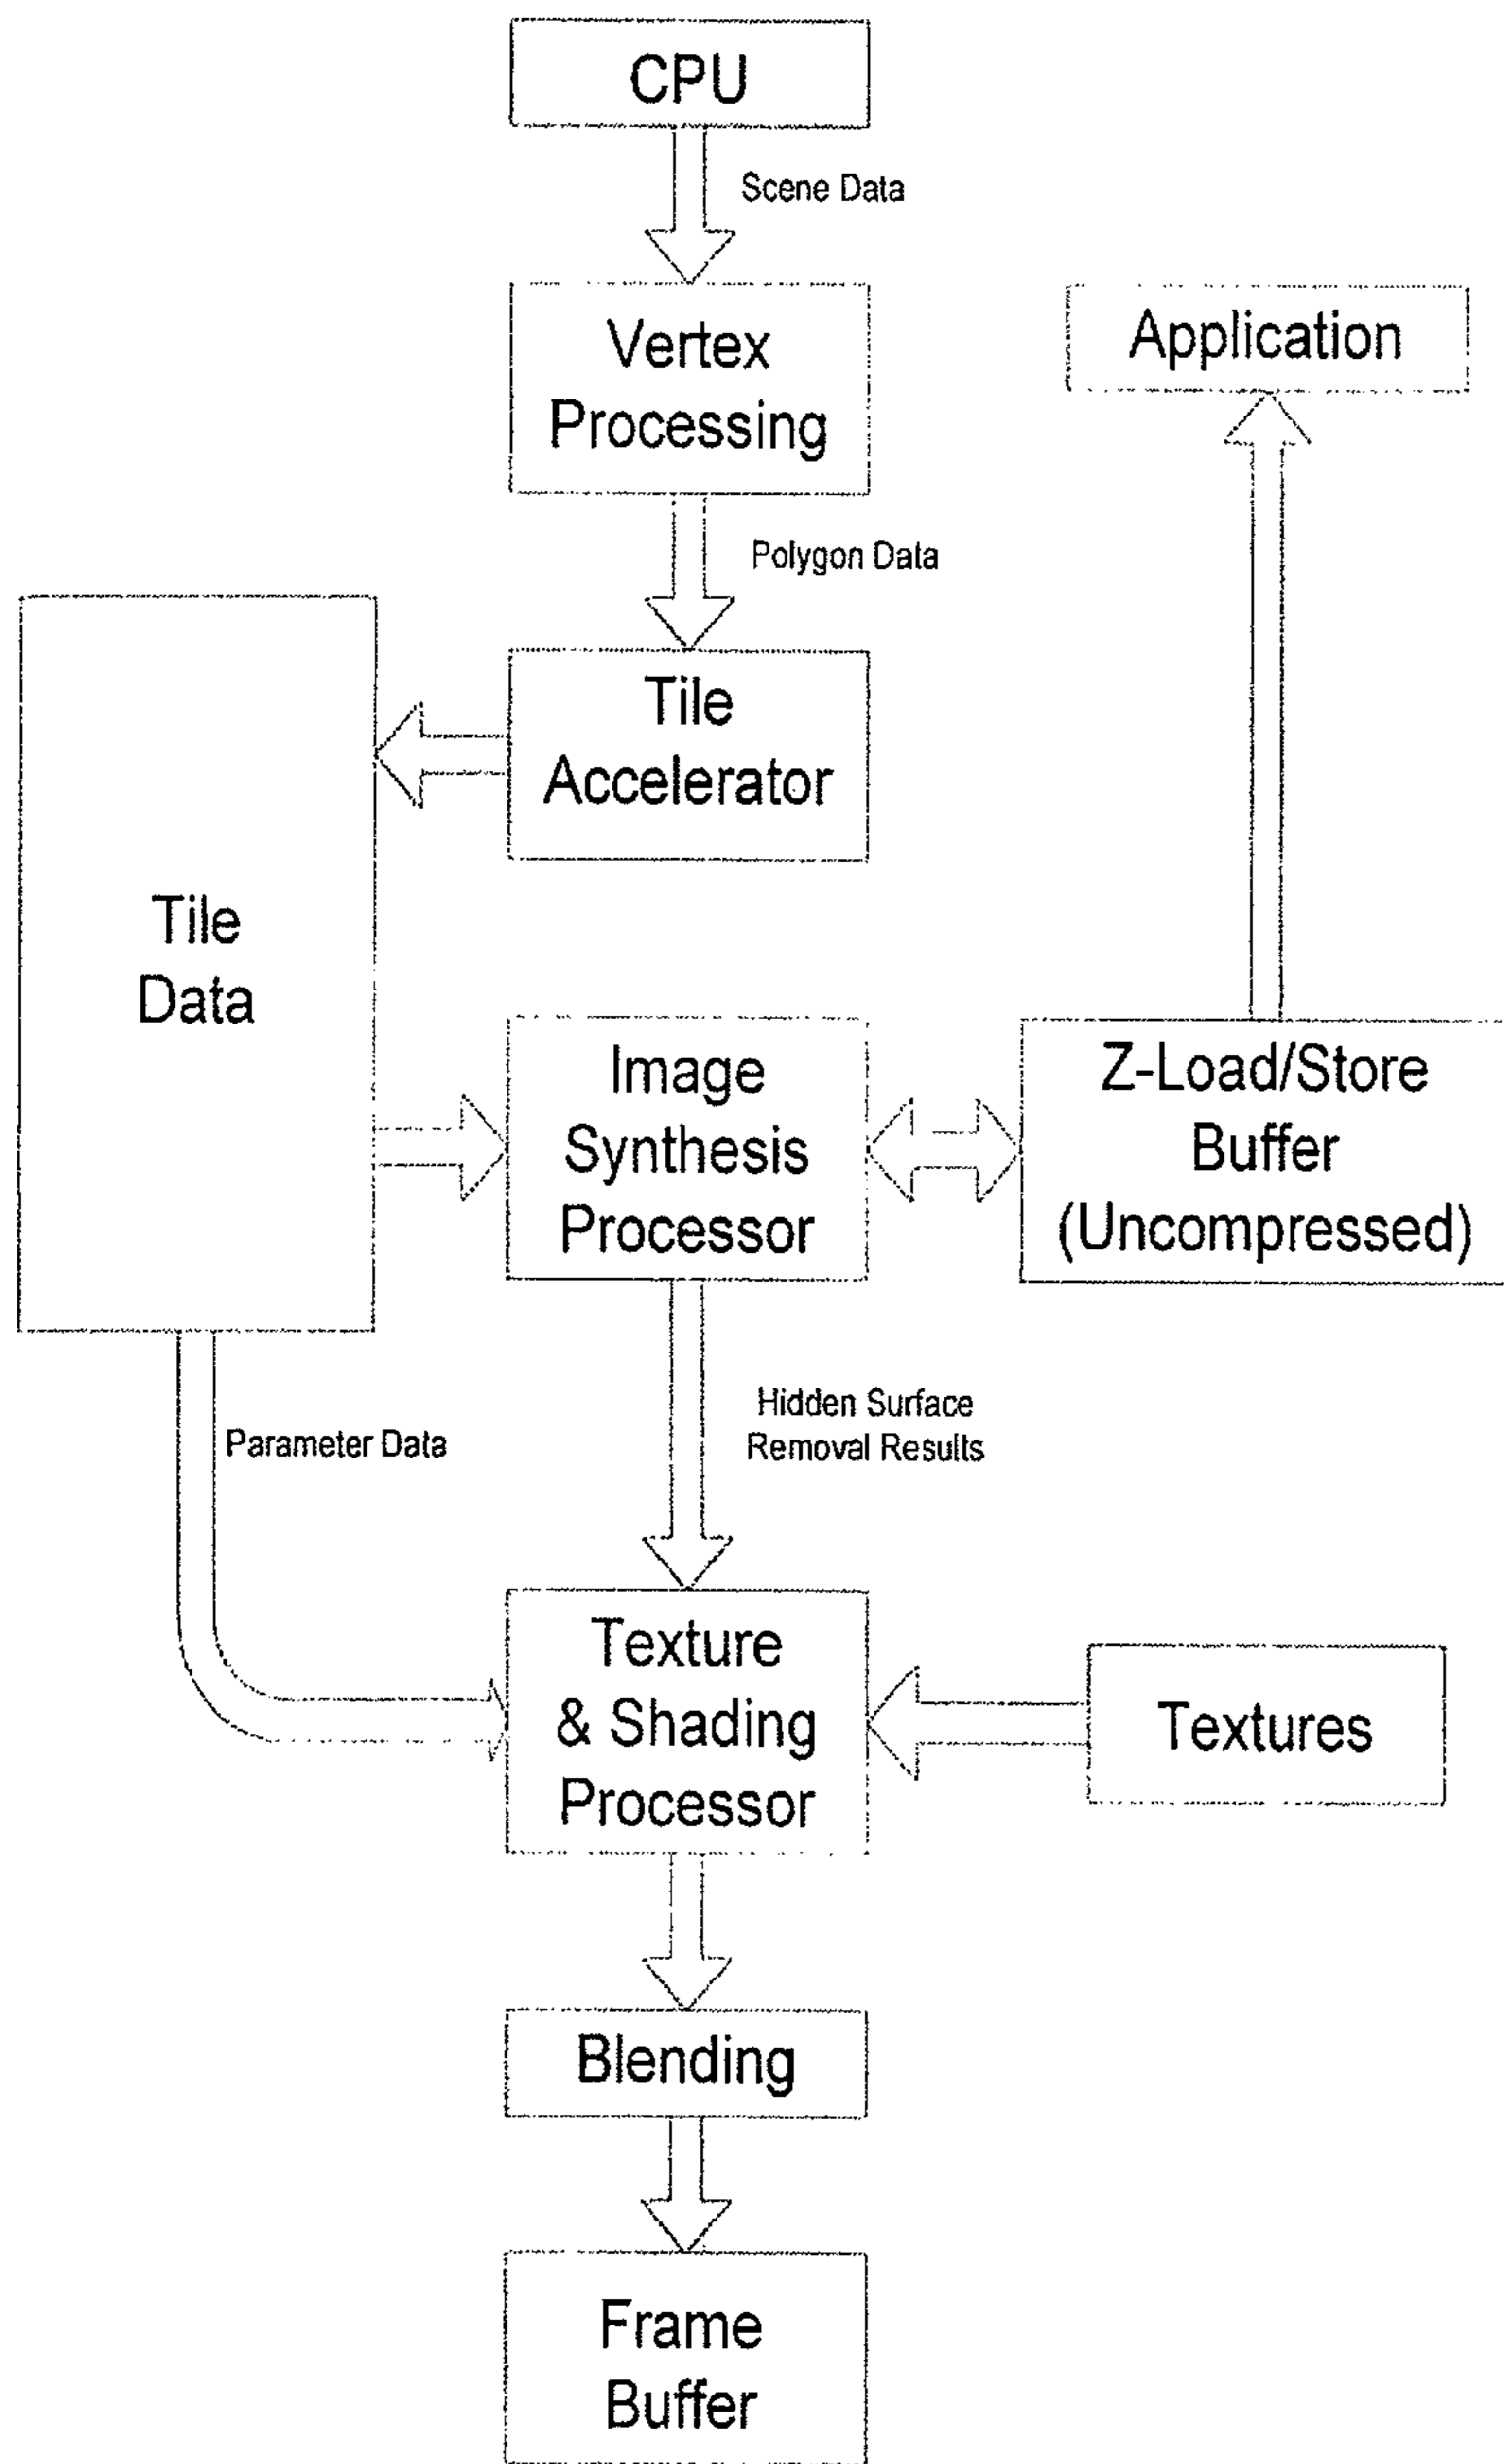 CPU
Scene Data
Vertex
Processing
Application
Polygon Data
Tile
Accelerator
Tile
Data
Image
Synthesis
Processor
Z-Load/Store
Buffer
(Uncompressed)
Parameter Data
Hidden Surface
Removal Results
Texture
& Shading
Processor
Textures
Blending
Frame
Buffer